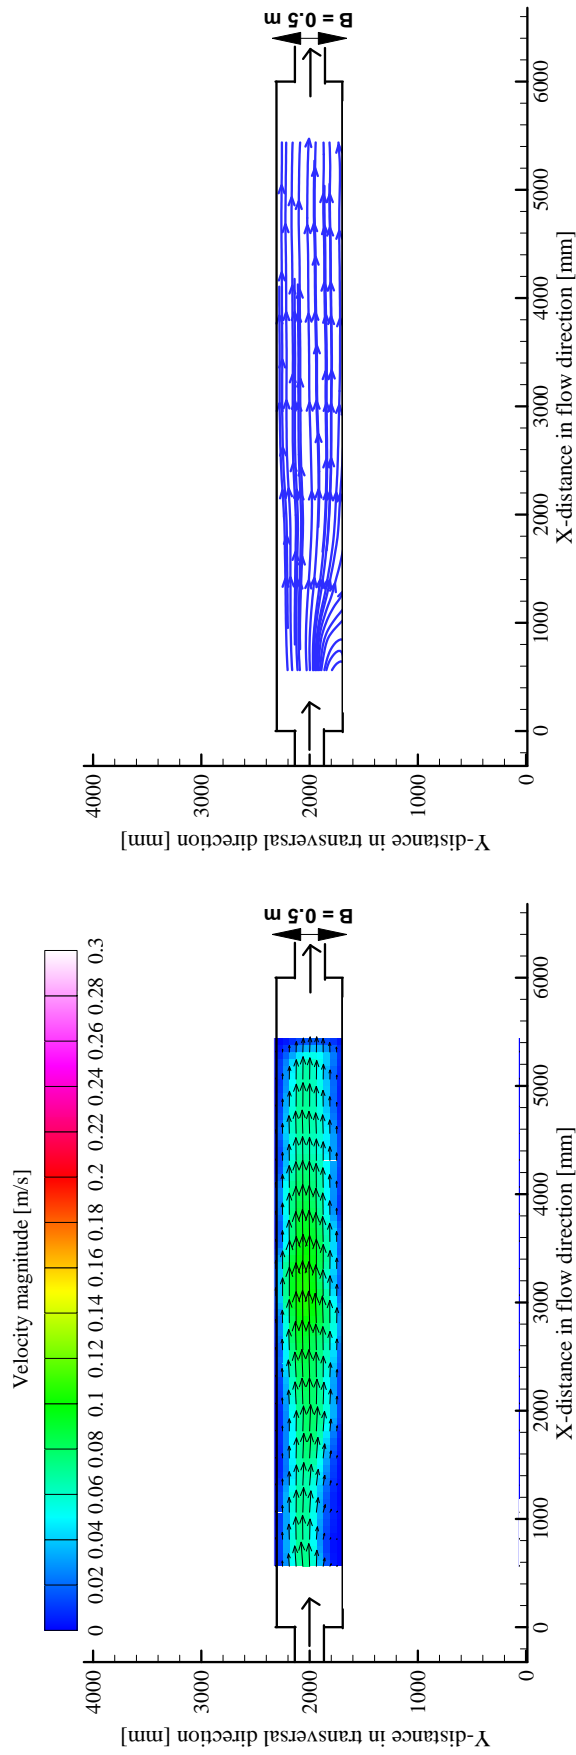 Velocity magnitude [m/s]
0 0.02 0.04 0.06 0.08 0.1 0.12 0.14 0.16 0.18 0.2 0.22 0.24 0.26 0.28 0.3
Y-distance in transversal direction [mm]
4000
3000
2000
1000
0
0 1000 2000 3000 4000 5000 6000
X-distance in flow direction [mm]
B = 0.5 m
Y-distance in transversal direction [mm]
4000
3000
2000
1000
0
0 1000 2000 3000 4000 5000 6000
X-distance in flow direction [mm]
B = 0.5 m